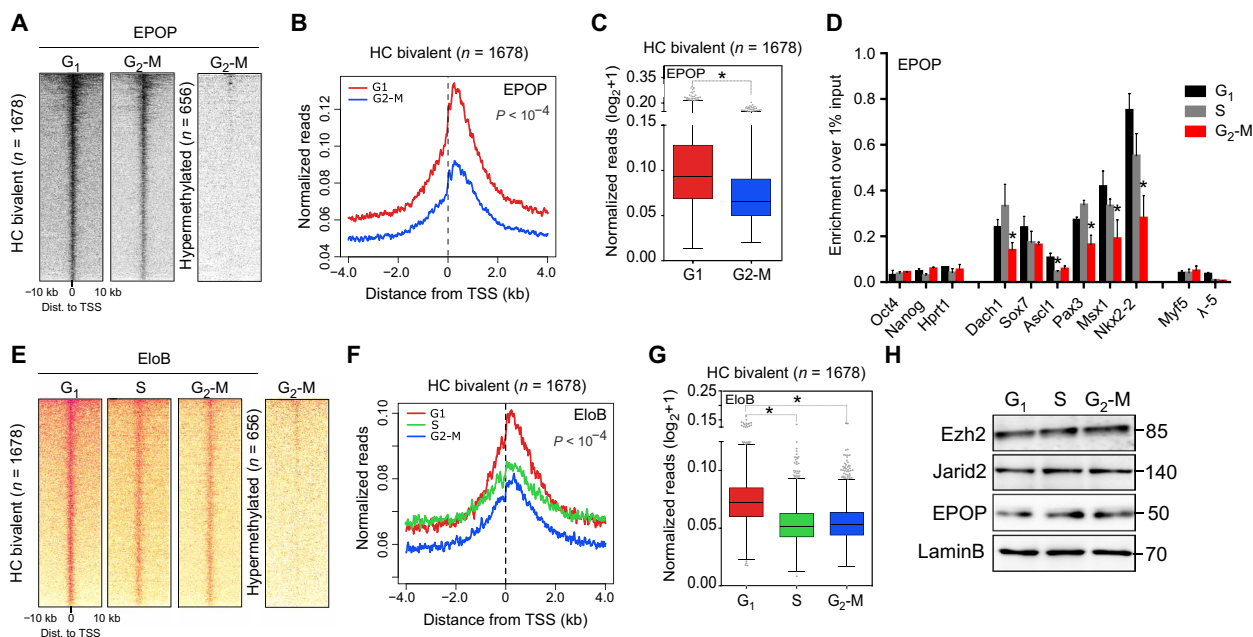 A
EPOP
G1
G2-M
G2-M
HC bivalent (n = 1678)
Hypermethylated (n = 656)
−10 kb 0 10 kb
Dist. to TSS
B
HC bivalent (n = 1678)
G1
G2-M
EPOP
P < 10−4
Normalized reads
0.12
0.10
0.08
0.06
0.04
−4.0 −2.0 0 2.0 4.0
Distance from TSS (kb)
C
HC bivalent (n = 1678)
EPOP
*
Normalized reads (log2+1)
0.35
0.20
0.15
0.10
0.05
0.00
G1 G2-M
D
EPOP
G1
S
G2-M
Enrichment over 1% input
1.0
0.8
0.6
0.4
0.2
0.0
* * * * *
Oct4 Nanog Hprt1 Dach1 Sox7 Ascl1 Pax3 Msx1 Nkx2-2 Myf5 λ-5
E
EloB
G1 S G2-M
G2-M
HC bivalent (n = 1678)
Hypermethylated (n = 656)
−10 kb 0 10 kb
Dist. to TSS
F
HC bivalent (n = 1678)
G1
S
G2-M
EloB
P < 10−4
Normalized reads
0.10
0.08
0.06
−4.0 −2.0 0 2.0 4.0
Distance from TSS (kb)
G
HC bivalent (n = 1678)
EloB
* *
Normalized reads (log2+1)
0.25
0.20
0.15
0.10
0.05
0.00
G1 S G2-M
H
G1 S G2-M
Ezh2 85
Jarid2 140
EPOP 50
LaminB 70